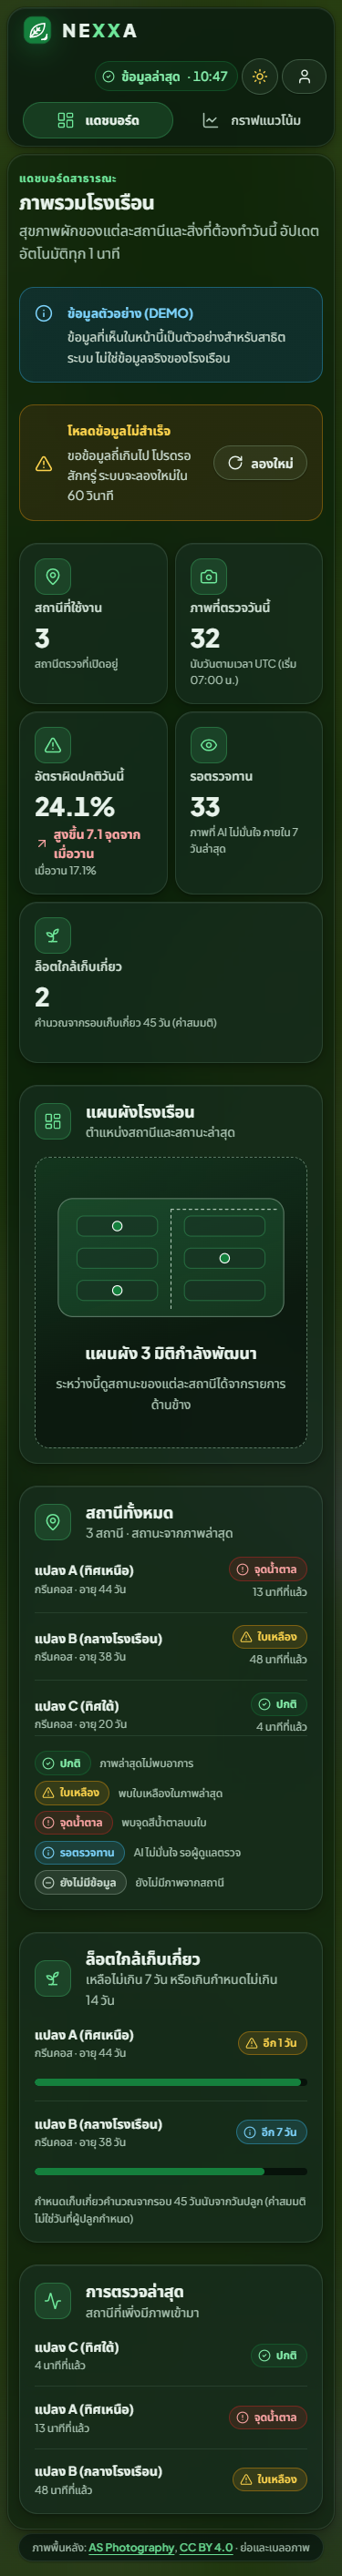 NEXXA
ข้อมูลล่าสุด · 10:47
แดชบอร์ด
กราฟแนวโน้ม
แดชบอร์ดสาธารณะ
ภาพรวมโรงเรือน
สุขภาพผักของแต่ละสถานีและสิ่งที่ต้องทำวันนี้ อัปเดต
อัตโนมัติทุก 1 นาที
ข้อมูลตัวอย่าง (DEMO)
ข้อมูลที่เห็นในหน้านี้เป็นตัวอย่างสำหรับสาธิต
ระบบ ไม่ใช่ข้อมูลจริงของโรงเรือน
โหลดข้อมูลไม่สำเร็จ
ขอข้อมูลถี่เกินไป โปรดรอ
สักครู่ ระบบจะลองใหม่ใน
60 วินาที
ลองใหม่
สถานีที่ใช้งาน
3
สถานีตรวจที่เปิดอยู่
ภาพที่ตรวจวันนี้
32
นับวันตามเวลา UTC (เริ่ม
07:00 น.)
อัตราผิดปกติวันนี้
24.1%
สูงขึ้น 7.1 จุดจาก
เมื่อวาน
เมื่อวาน 17.1%
รอตรวจทาน
33
ภาพที่ AI ไม่มั่นใจ ภายใน 7
วันล่าสุด
ล็อตใกล้เก็บเกี่ยว
2
คำนวณจากรอบเก็บเกี่ยว 45 วัน (ค่าสมมติ)
แผนผังโรงเรือน
ตำแหน่งสถานีและสถานะล่าสุด
แผนผัง 3 มิติกำลังพัฒนา
ระหว่างนี้ดูสถานะของแต่ละสถานีได้จากรายการ
ด้านข้าง
สถานีทั้งหมด
3 สถานี · สถานะจากภาพล่าสุด
แปลง A (ทิศเหนือ)
กรีนคอส · อายุ 44 วัน
จุดน้ำตาล
13 นาทีที่แล้ว
แปลง B (กลางโรงเรือน)
กรีนคอส · อายุ 38 วัน
ใบเหลือง
48 นาทีที่แล้ว
แปลง C (ทิศใต้)
กรีนคอส · อายุ 20 วัน
ปกติ
4 นาทีที่แล้ว
ปกติ ภาพล่าสุดไม่พบอาการ
ใบเหลือง พบใบเหลืองในภาพล่าสุด
จุดน้ำตาล พบจุดสีน้ำตาลบนใบ
รอตรวจทาน AI ไม่มั่นใจ รอผู้ดูแลตรวจ
ยังไม่มีข้อมูล ยังไม่มีภาพจากสถานี
ล็อตใกล้เก็บเกี่ยว
เหลือไม่เกิน 7 วัน หรือเกินกำหนดไม่เกิน
14 วัน
แปลง A (ทิศเหนือ)
กรีนคอส · อายุ 44 วัน
อีก 1 วัน
แปลง B (กลางโรงเรือน)
กรีนคอส · อายุ 38 วัน
อีก 7 วัน
กำหนดเก็บเกี่ยวคำนวณจากรอบ 45 วันนับจากวันปลูก (ค่าสมมติ
ไม่ใช่วันที่ผู้ปลูกกำหนด)
การตรวจล่าสุด
สถานีที่เพิ่งมีภาพเข้ามา
แปลง C (ทิศใต้)
4 นาทีที่แล้ว
ปกติ
แปลง A (ทิศเหนือ)
13 นาทีที่แล้ว
จุดน้ำตาล
แปลง B (กลางโรงเรือน)
48 นาทีที่แล้ว
ใบเหลือง
ภาพพื้นหลัง: AS Photography, CC BY 4.0 · ย่อและเบลอภาพ